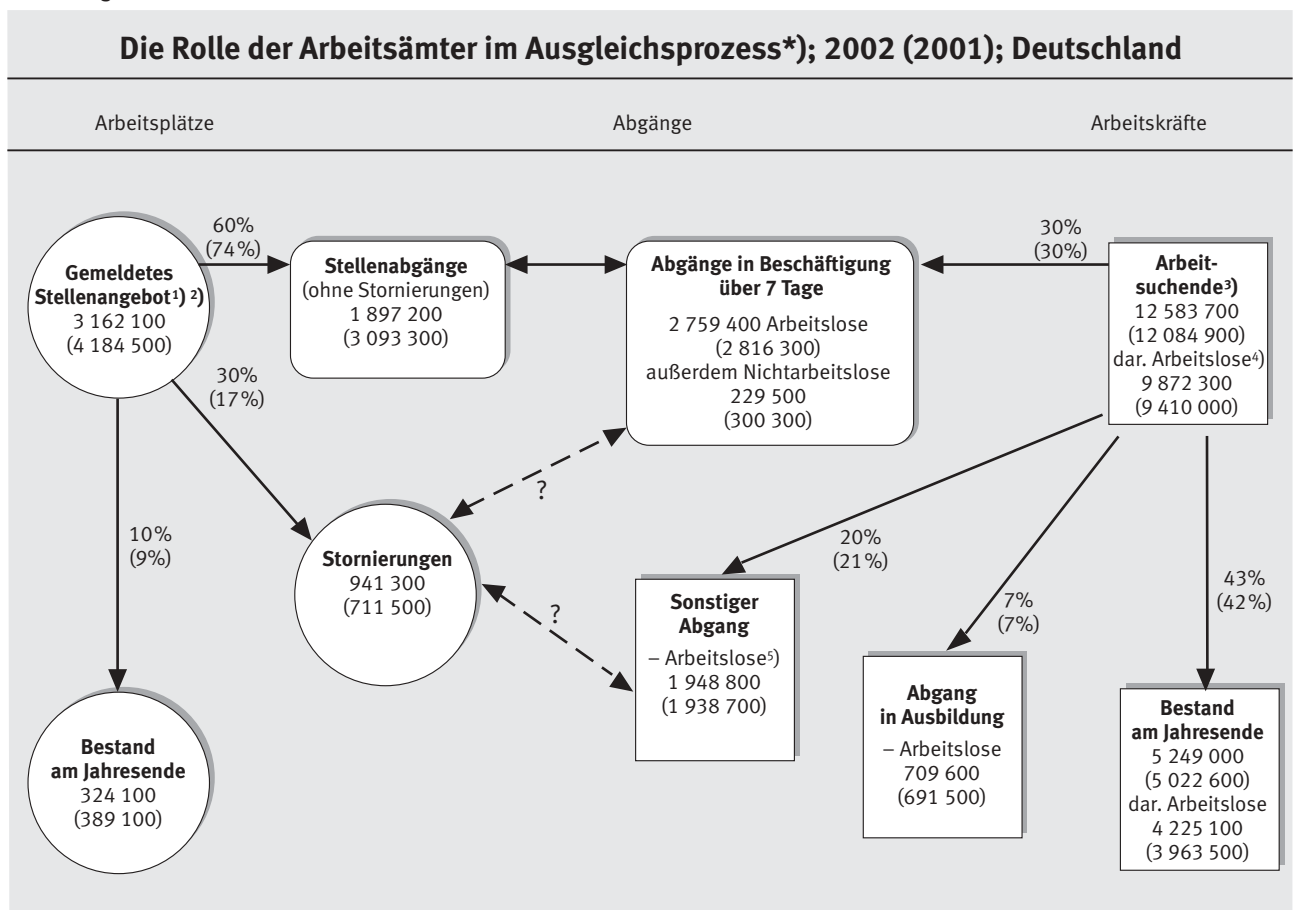 Die Rolle der Arbeitsämter im Ausgleichsprozess*); 2002 (2001); Deutschland
Arbeitsplätze
Abgänge
Arbeitskräfte
60%
(74%)
30%
(30%)
Gemeldetes
Stellenangebot¹) ²)
3 162 100
(4 184 500)
Stellenabgänge
(ohne Stornierungen)
1 897 200
(3 093 300)
Abgänge in Beschäftigung
über 7 Tage
2 759 400 Arbeitslose
(2 816 300)
außerdem Nichtarbeitslose
229 500
(300 300)
Arbeit-
suchende³)
12 583 700
(12 084 900)
dar. Arbeitslose⁴)
9 872 300
(9 410 000)
30%
(17%)
?
10%
(9%)
Stornierungen
941 300
(711 500)
?
20%
(21%)
7%
(7%)
43%
(42%)
Sonstiger
Abgang
– Arbeitslose⁵)
1 948 800
(1 938 700)
Abgang
in Ausbildung
– Arbeitslose
709 600
(691 500)
Bestand
am Jahresende
324 100
(389 100)
Bestand
am Jahresende
5 249 000
(5 022 600)
dar. Arbeitslose
4 225 100
(3 963 500)